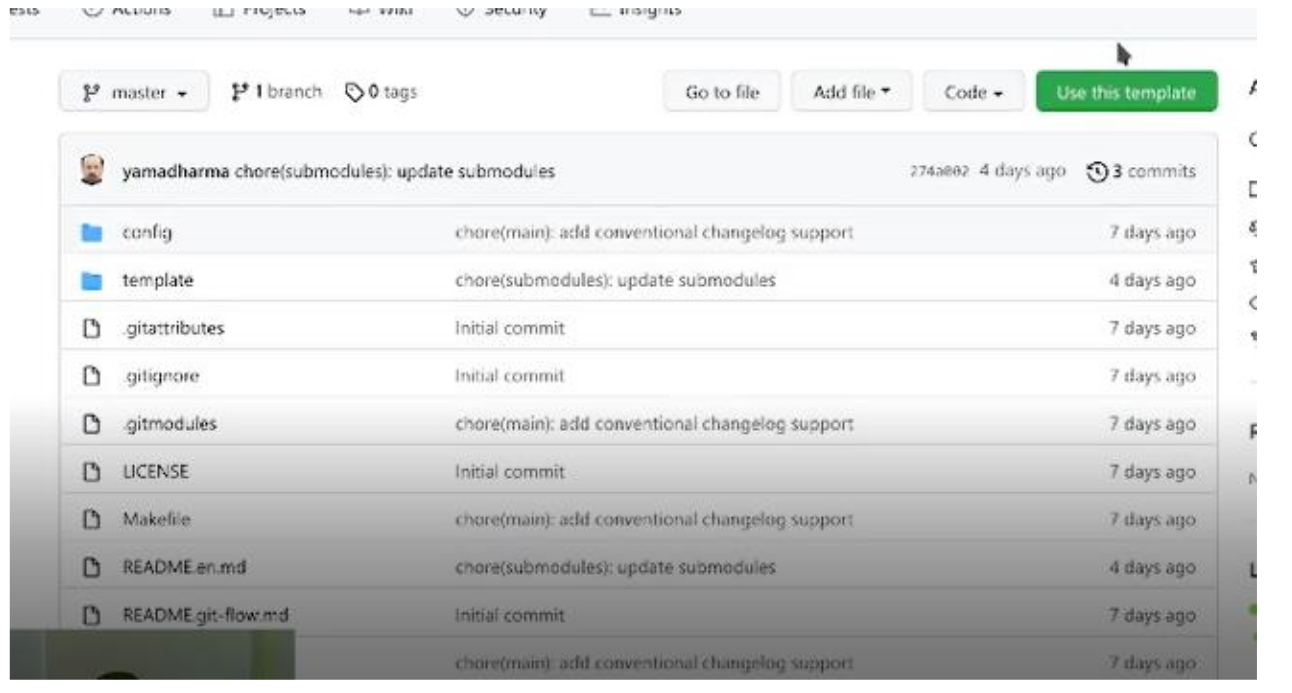 ests Actions Projects Wiki Security Insights
master 1 branch 0 tags Go to file Add file Code Use this template
yamadharma chore(submodules): update submodules 274a002 4 days ago 3 commits
config chore(main): add conventional changelog support 7 days ago
template chore(submodules): update submodules 4 days ago
.gitattributes Initial commit 7 days ago
.gitignore Initial commit 7 days ago
.gitmodules chore(main): add conventional changelog support 7 days ago
LICENSE Initial commit 7 days ago
Makefile chore(main): add conventional changelog support 7 days ago
README.en.md chore(submodules): update submodules 4 days ago
README.git-flow.md Initial commit 7 days ago
chore(main): add conventional changelog support 7 days ago